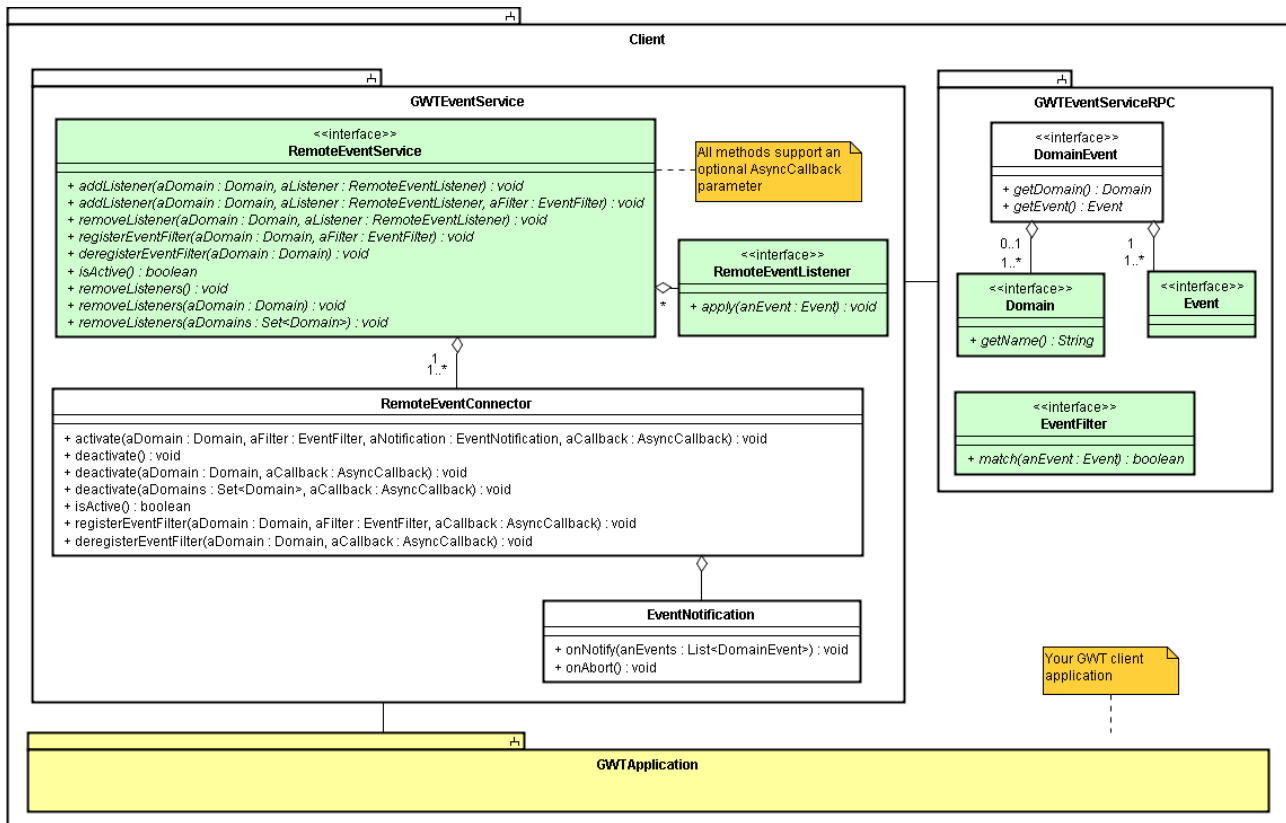 Client
GWTEventService
<<interface>>
RemoteEventService
+ addListener(aDomain : Domain, aListener : RemoteEventListener) : void
+ addListener(aDomain : Domain, aListener : RemoteEventListener, aFilter : EventFilter) : void
+ removeListener(aDomain : Domain, aListener : RemoteEventListener) : void
+ registerEventFilter(aDomain : Domain, aFilter : EventFilter) : void
+ deregisterEventFilter(aDomain : Domain) : void
+ isActive() : boolean
+ removeListeners() : void
+ removeListeners(aDomain : Domain) : void
+ removeListeners(aDomains : Set<Domain>) : void
All methods support an
optional AsyncCallback
parameter
*
<<interface>>
RemoteEventListener
+ apply(anEvent : Event) : void
1
1..*
RemoteEventConnector
+ activate(aDomain : Domain, aFilter : EventFilter, aNotification : EventNotification, aCallback : AsyncCallback) : void
+ deactivate() : void
+ deactivate(aDomain : Domain, aCallback : AsyncCallback) : void
+ deactivate(aDomains : Set<Domain>, aCallback : AsyncCallback) : void
+ isActive() : boolean
+ registerEventFilter(aDomain : Domain, aFilter : EventFilter, aCallback : AsyncCallback) : void
+ deregisterEventFilter(aDomain : Domain, aCallback : AsyncCallback) : void
EventNotification
+ onNotify(anEvents : List<DomainEvent>) : void
+ onAbort() : void
GWTEventServiceRPC
<<interface>>
DomainEvent
+ getDomain() : Domain
+ getEvent() : Event
0..1
1..*
1
1..*
<<interface>>
Domain
+ getName() : String
<<interface>>
Event
<<interface>>
EventFilter
+ match(anEvent : Event) : boolean
Your GWT client
application
GWTApplication